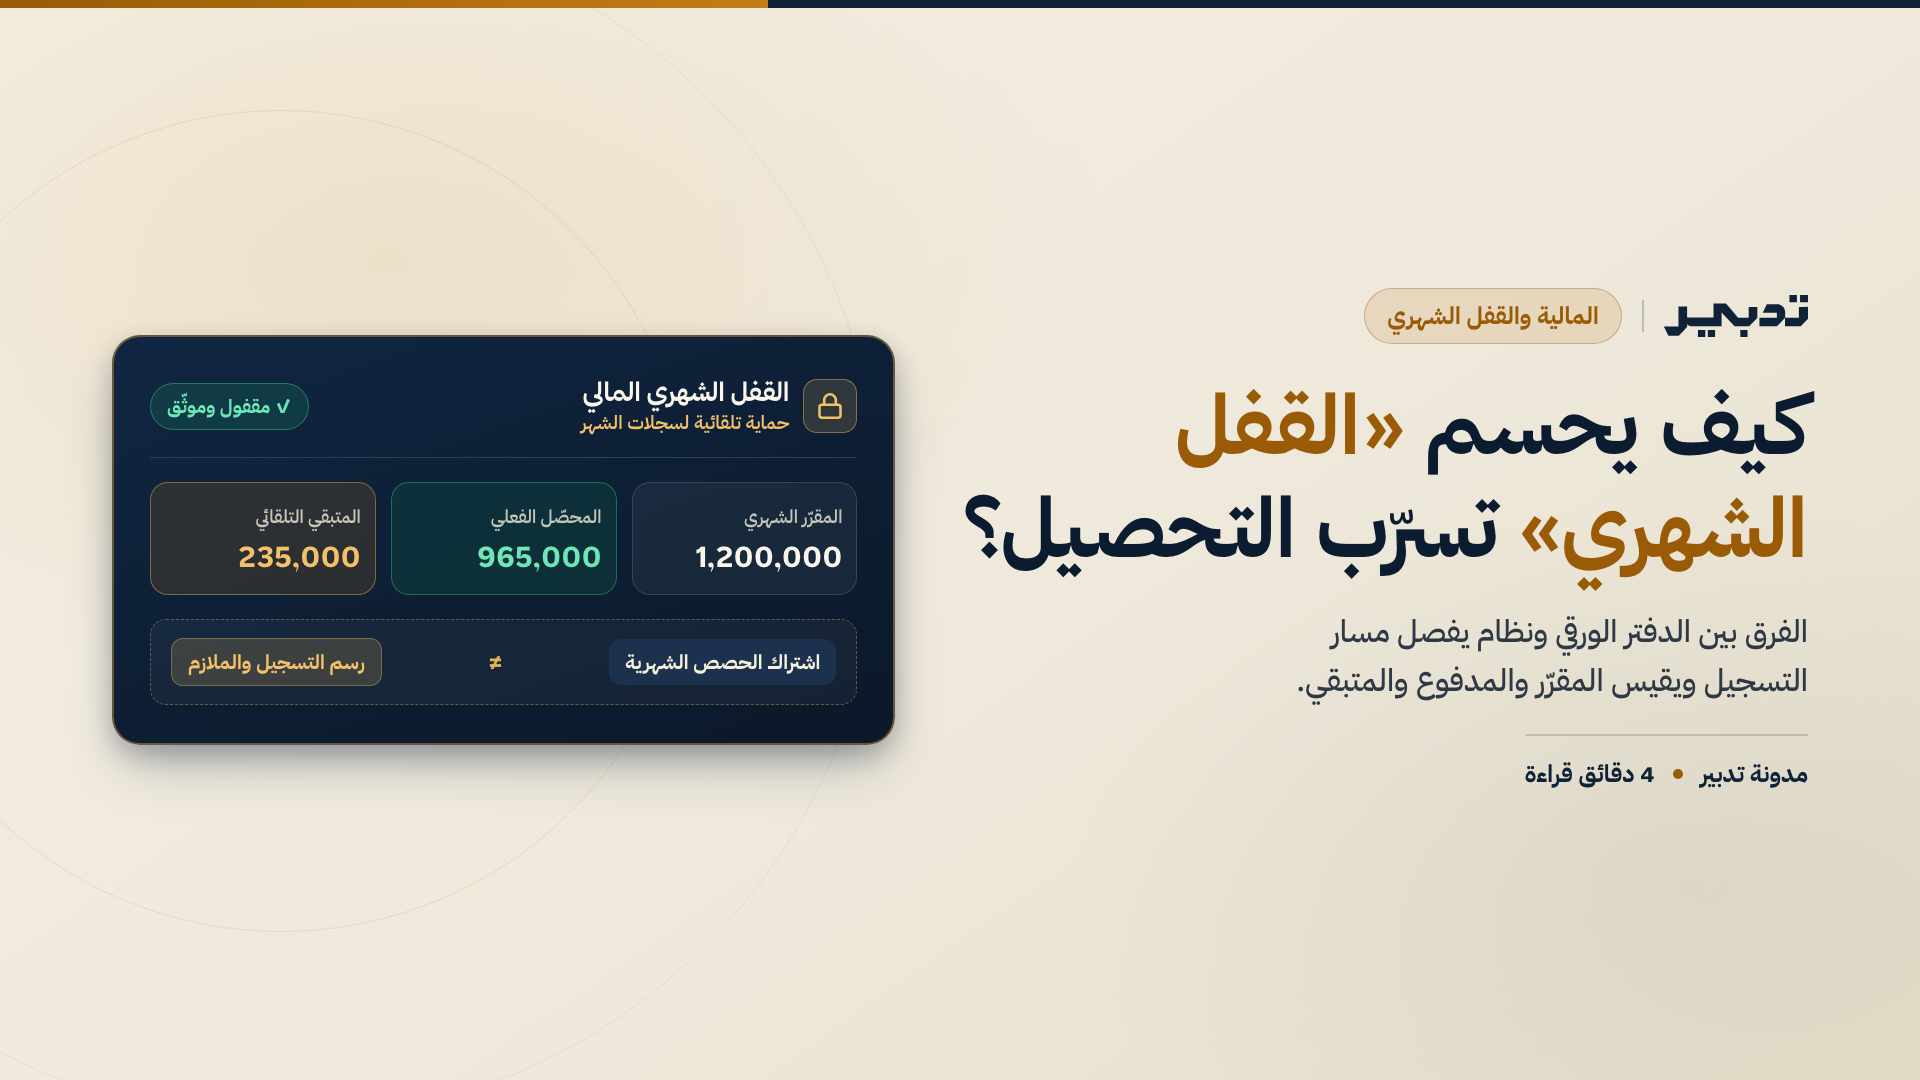 تدبير
المالية والقفل الشهري
كيف يحسم «القفل
الشهري» تسرّب التحصيل؟
الفرق بين الدفتر الورقي ونظام يفصل مسار
التسجيل ويقيس المقرّر والمدفوع والمتبقي.
مدونة تدبير • 4 دقائق قراءة
القفل الشهري المالي
حماية تلقائية لسجلات الشهر
✓ مقفول وموثّق
المقرّر الشهري
1,200,000
المحصّل الفعلي
965,000
المتبقي التلقائي
235,000
اشتراك الحصص الشهرية ≠ رسم التسجيل والملازم